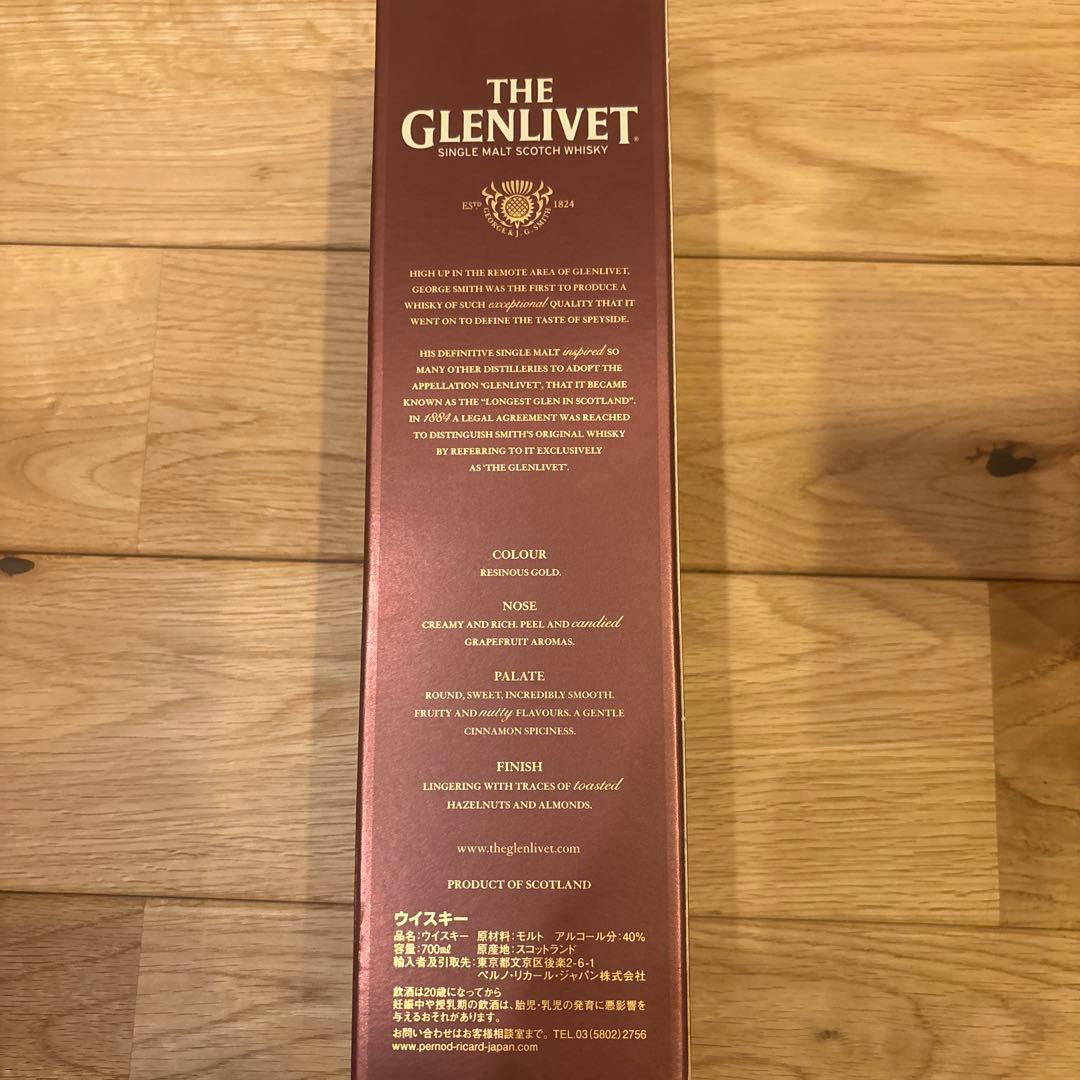 THE
GLENLIVET®
SINGLE MALT SCOTCH WHISKY
ESTD 1824
GEORGE & J. G. SMITH
HIGH UP IN THE REMOTE AREA OF GLENLIVET,
GEORGE SMITH WAS THE FIRST TO PRODUCE A
WHISKY OF SUCH exceptional QUALITY THAT IT
WENT ON TO DEFINE THE TASTE OF SPEYSIDE.
HIS DEFINITIVE SINGLE MALT inspired SO
MANY OTHER DISTILLERIES TO ADOPT THE
APPELLATION ‘GLENLIVET’, THAT IT BECAME
KNOWN AS THE “LONGEST GLEN IN SCOTLAND”.
IN 1884 A LEGAL AGREEMENT WAS REACHED
TO DISTINGUISH SMITH’S ORIGINAL WHISKY
BY REFERRING TO IT EXCLUSIVELY
AS ‘THE GLENLIVET’.
COLOUR
RESINOUS GOLD.
NOSE
CREAMY AND RICH. PEEL AND candied
GRAPEFRUIT AROMAS.
PALATE
ROUND, SWEET, INCREDIBLY SMOOTH.
FRUITY AND nutty FLAVOURS. A GENTLE
CINNAMON SPICINESS.
FINISH
LINGERING WITH TRACES OF toasted
HAZELNUTS AND ALMONDS.
www.theglenlivet.com
PRODUCT OF SCOTLAND
ウイスキー
品名:ウイスキー 原材料:モルト アルコール分:40%
容量:700㎖ 原産地:スコットランド
輸入者及引取先:東京都文京区後楽2-6-1
ペルノ・リカール・ジャパン株式会社
飲酒は20歳になってから
妊娠中や授乳期の飲酒は、胎児・乳児の発育に悪影響を
与えるおそれがあります。
お問い合わせはお客様相談室まで。 TEL.03(5802)2756
www.pernod-ricard-japan.com